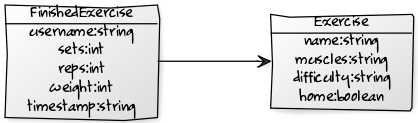 FinishedExercise
username:string
sets:int
reps:int
weight:int
timestamp:string
Exercise
name:string
muscles:string
difficulty:string
home:boolean